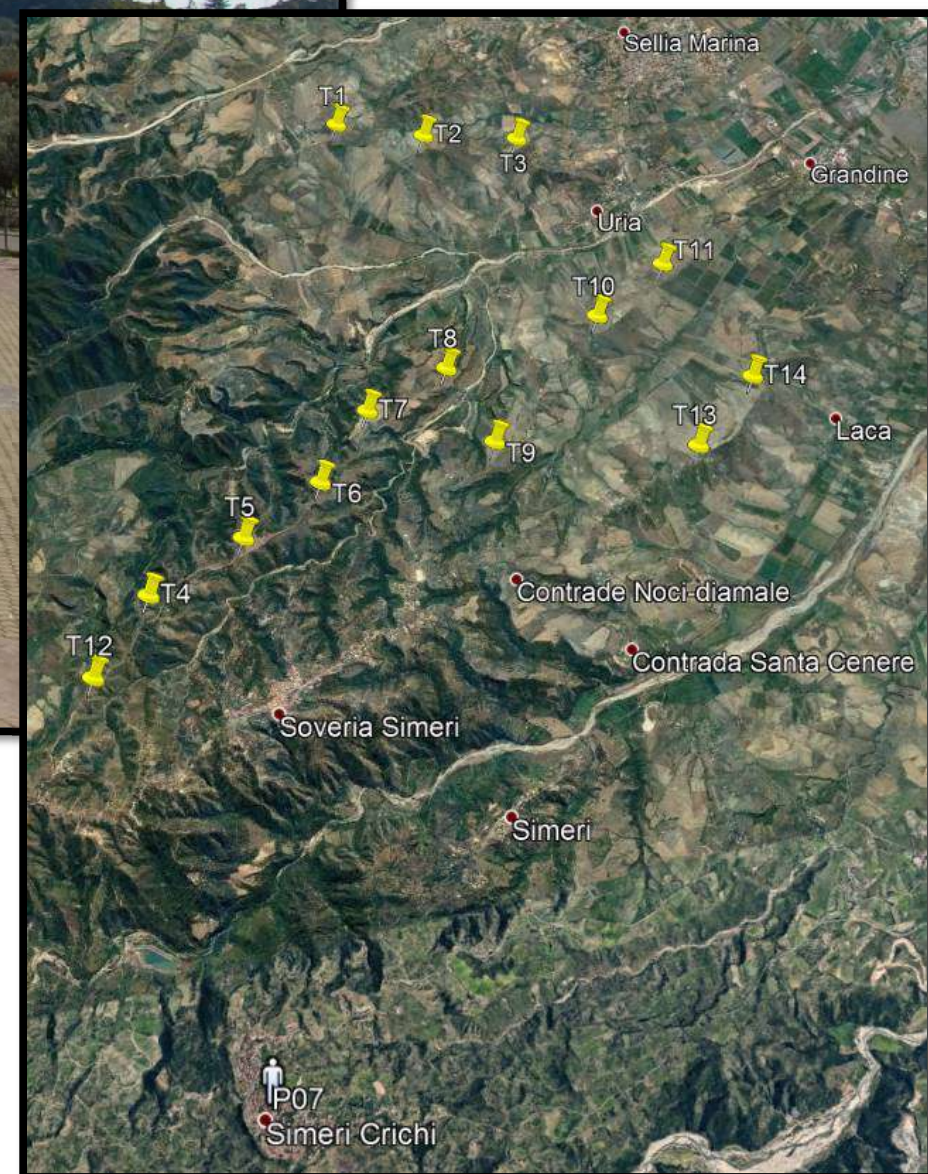 Sellia Marina
T1
T2
T3
Grandine
Uria
T11
T10
T8
T14
T7
T13
Laca
T9
T6
T5
T4
Contrade Noci-diamale
T12
Contrada Santa Cenere
Soveria Simeri
Simeri
P07
Simeri Crichi